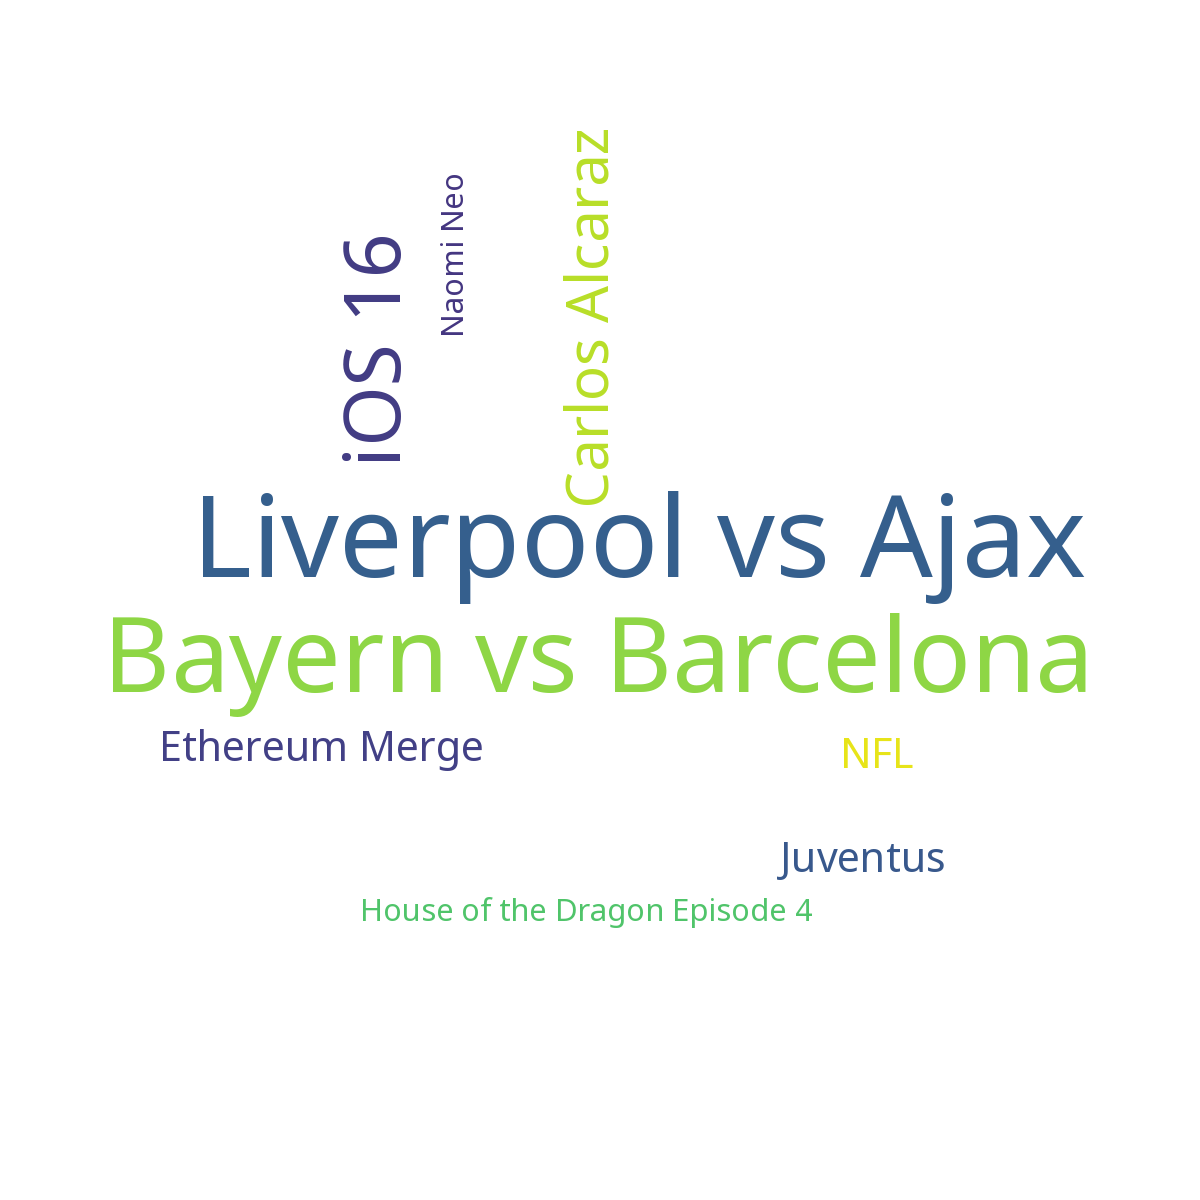 iOS 16
Naomi Neo
Carlos Alcaraz
Liverpool vs Ajax
Bayern vs Barcelona
Ethereum Merge
NFL
Juventus
House of the Dragon Episode 4